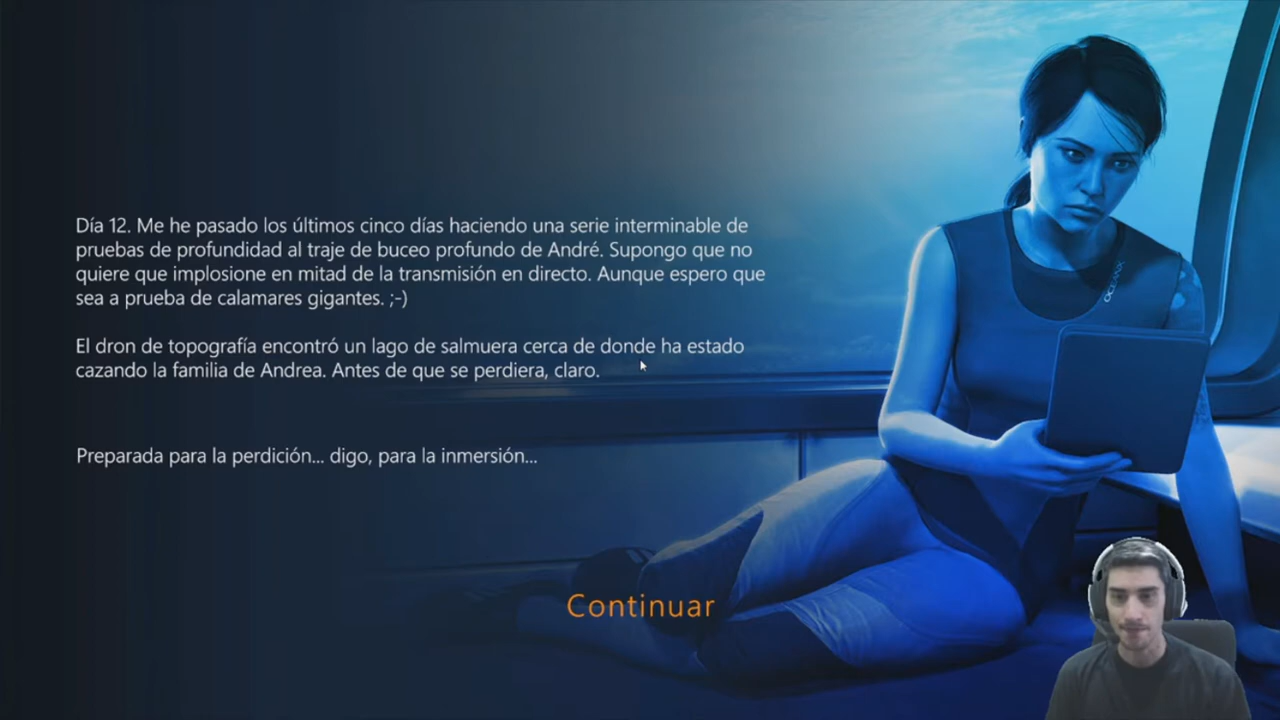 Día 12. Me he pasado los últimos cinco días haciendo una serie interminable de
pruebas de profundidad al traje de buceo profundo de André. Supongo que no
quiere que implosione en mitad de la transmisión en directo. Aunque espero que
sea a prueba de calamares gigantes. ;-)
El dron de topografía encontró un lago de salmuera cerca de donde ha estado
cazando la familia de Andrea. Antes de que se perdiera, claro.
Preparada para la perdición... digo, para la inmersión...
Continuar